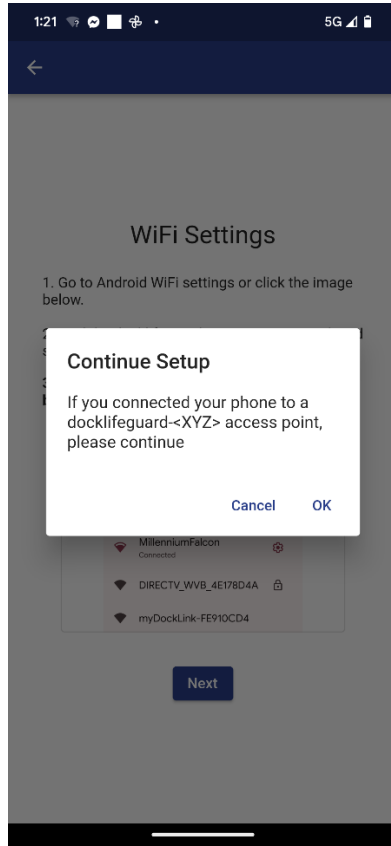 1:21
5G
WiFi Settings
1. Go to Android WiFi settings or click the image
below.
Continue Setup
If you connected your phone to a
docklifeguard-<XYZ> access point,
please continue
Cancel OK
MillenniumFalcon
Connected
DIRECTV_WVB_4E178D4A
myDockLink-FE910CD4
Next